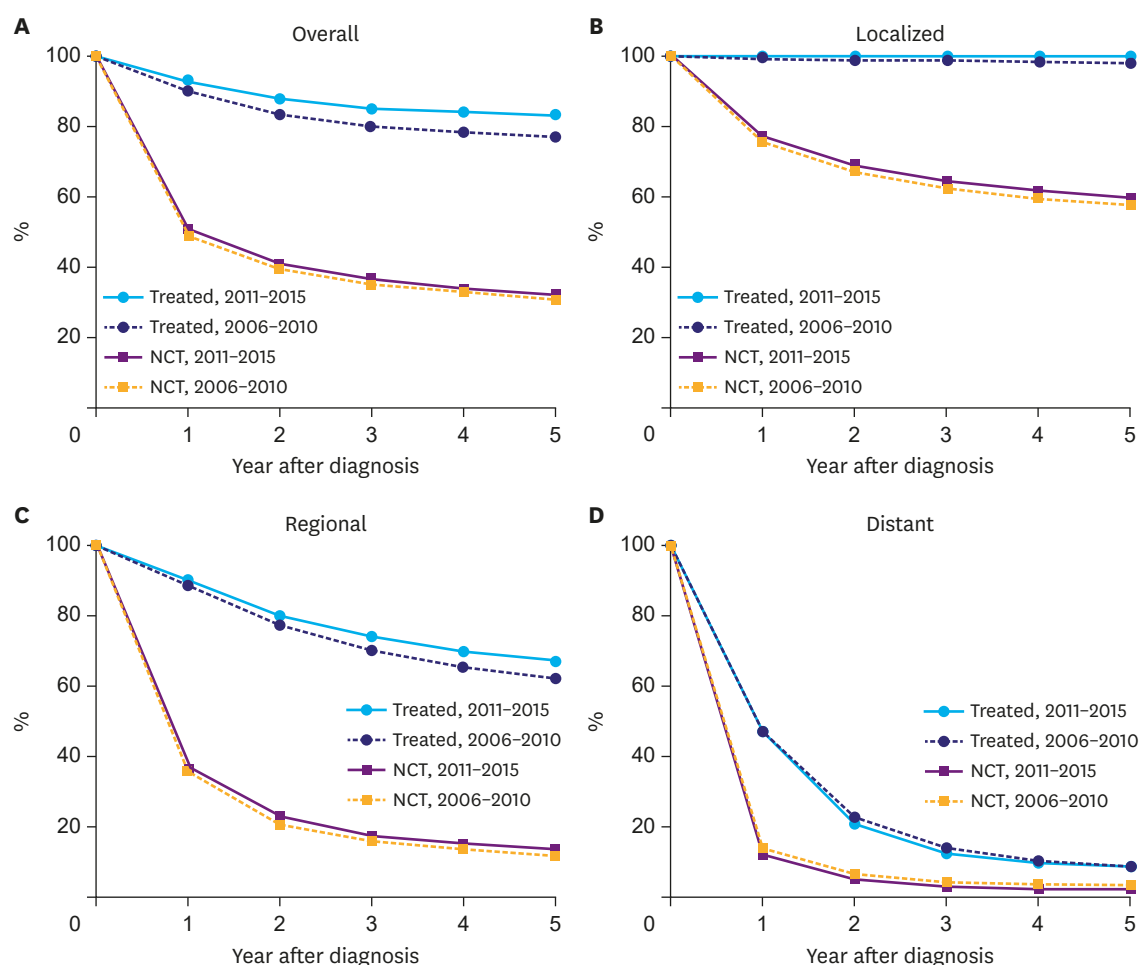 A
Overall
100
80
60
40
20
%
Treated, 2011–2015
Treated, 2006–2010
NCT, 2011–2015
NCT, 2006–2010
0 1 2 3 4 5
Year after diagnosis
B
Localized
100
80
60
40
20
%
Treated, 2011–2015
Treated, 2006–2010
NCT, 2011–2015
NCT, 2006–2010
0 1 2 3 4 5
Year after diagnosis
C
Regional
100
80
60
40
20
%
Treated, 2011–2015
Treated, 2006–2010
NCT, 2011–2015
NCT, 2006–2010
0 1 2 3 4 5
Year after diagnosis
D
Distant
100
80
60
40
20
%
Treated, 2011–2015
Treated, 2006–2010
NCT, 2011–2015
NCT, 2006–2010
0 1 2 3 4 5
Year after diagnosis